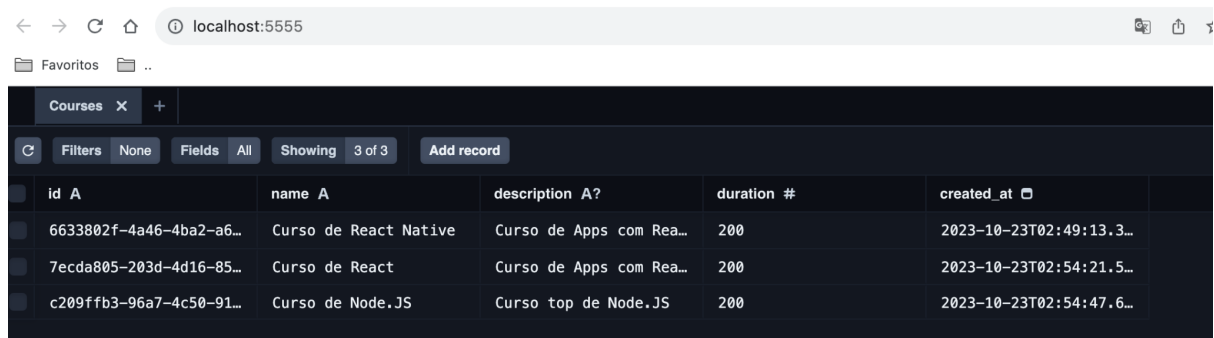 localhost:5555
Favoritos ..
Courses X +
Filters None Fields All Showing 3 of 3 Add record
id A name A description A? duration # created_at
6633802f-4a46-4ba2-a6… Curso de React Native Curso de Apps com Rea… 200 2023-10-23T02:49:13.3…
7ecda805-203d-4d16-85… Curso de React Curso de Apps com Rea… 200 2023-10-23T02:54:21.5…
c209ffb3-96a7-4c50-91… Curso de Node.JS Curso top de Node.JS 200 2023-10-23T02:54:47.6…